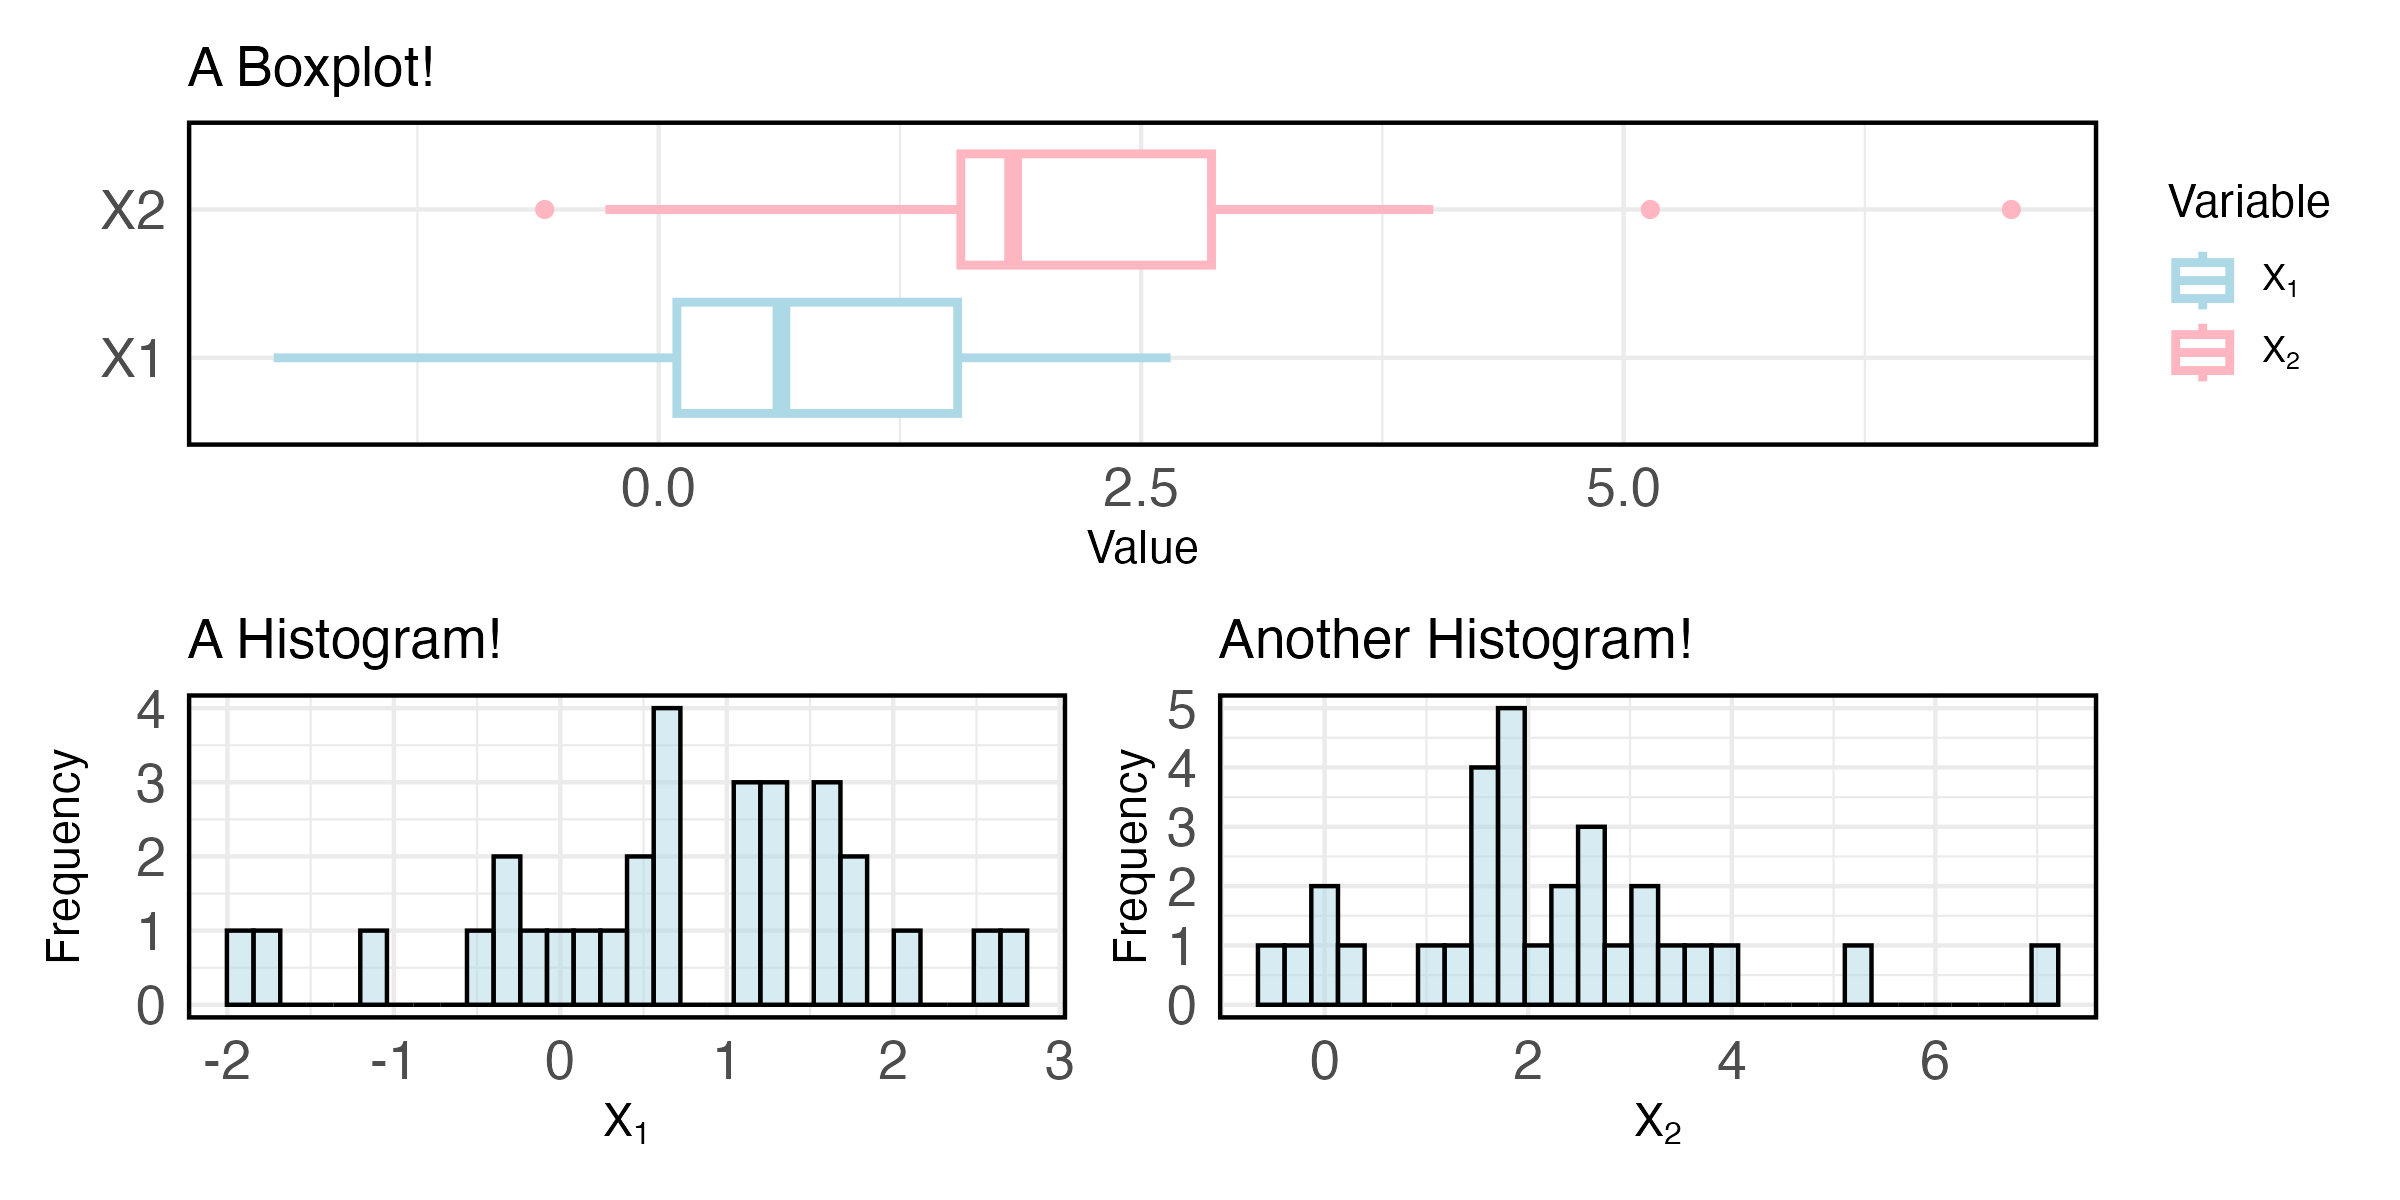 A Boxplot!
X2
X1
0.0 2.5 5.0
Value
Variable
X₁
X₂
A Histogram!
Frequency
4
3
2
1
0
-2 -1 0 1 2 3
X₁
Another Histogram!
Frequency
5
4
3
2
1
0
0 2 4 6
X₂